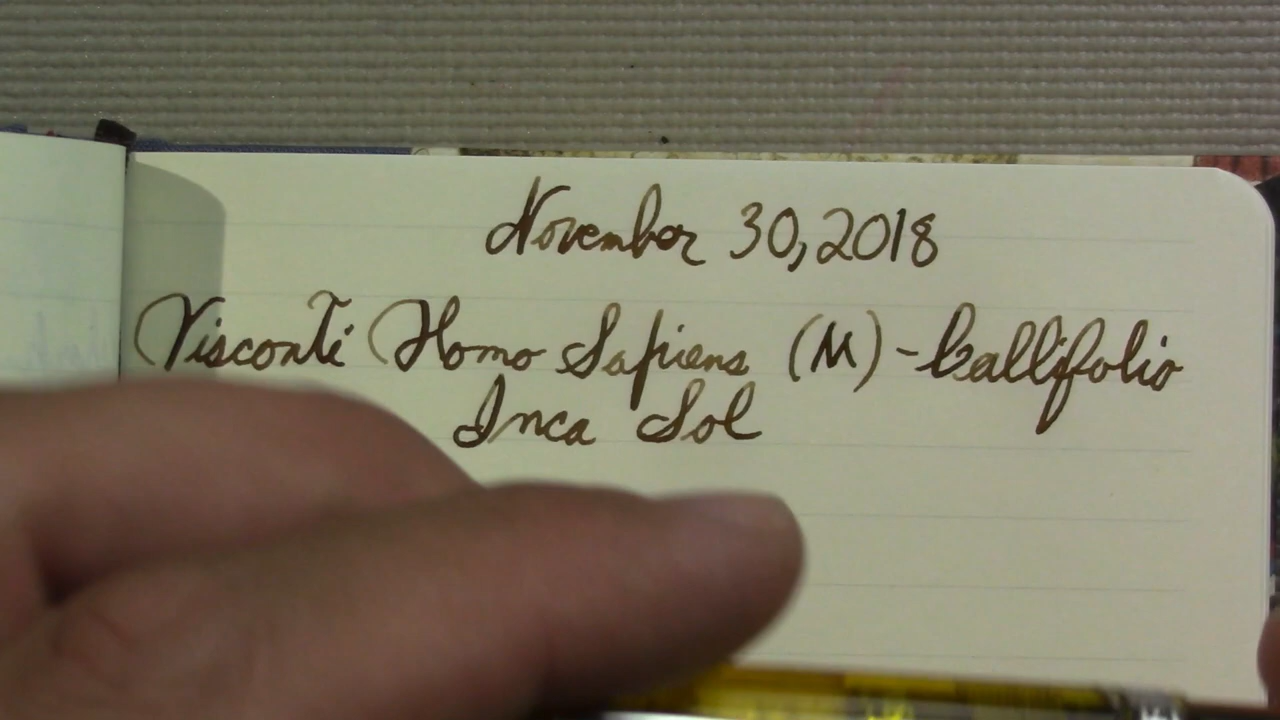 November 30, 2018
Visconti Homo Sapiens (M) - Callifolio
Inca Sol